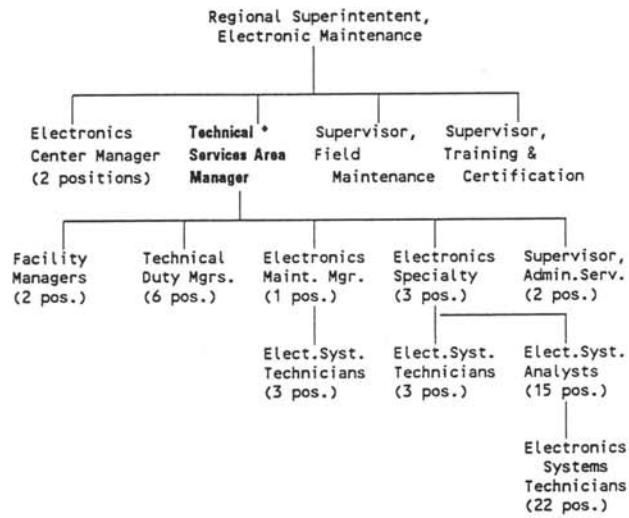 Regional Superintentent,
Electronic Maintenance
Electronics
Center Manager
(2 positions)
Technical *
Services Area
Manager
Supervisor,
Field
Maintenance
Supervisor,
Training &
Certification
Facility
Managers
(2 pos.)
Technical
Duty Mgrs.
(6 pos.)
Electronics
Maint. Mgr.
(1 pos.)
Electronics
Specialty
(3 pos.)
Supervisor,
Admin.Serv.
(2 pos.)
Elect.Syst.
Technicians
(3 pos.)
Elect.Syst.
Technicians
(3 pos.)
Elect.Syst.
Analysts
(15 pos.)
Electronics
Systems
Technicians
(22 pos.)